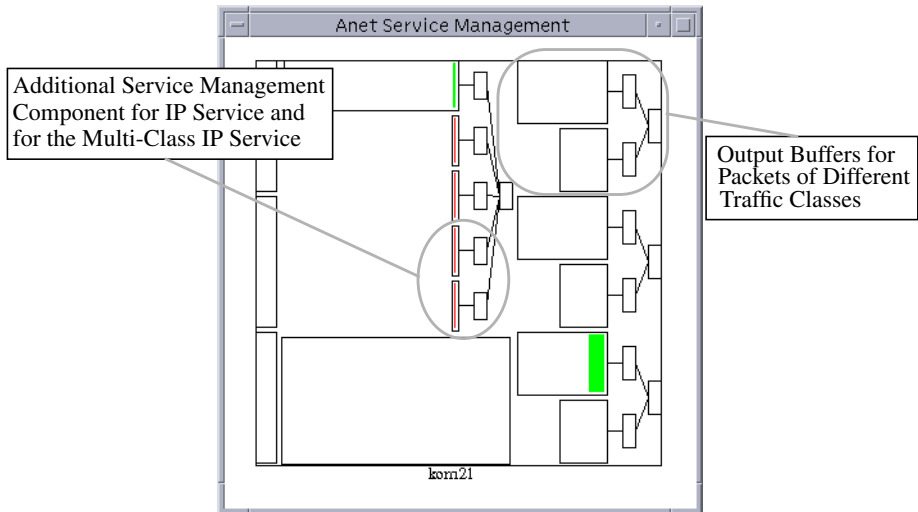 Anet Service Management
Additional Service Management
Component for IP Service and
for the Multi-Class IP Service
Output Buffers for
Packets of Different
Traffic Classes
kom21